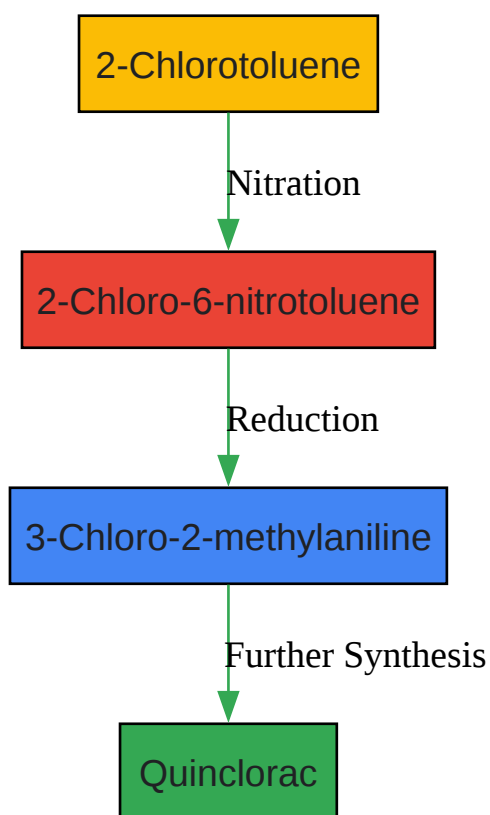 2-Chlorotoluene
Nitration
2-Chloro-6-nitrotoluene
Reduction
3-Chloro-2-methylaniline
Further Synthesis
Quinclorac